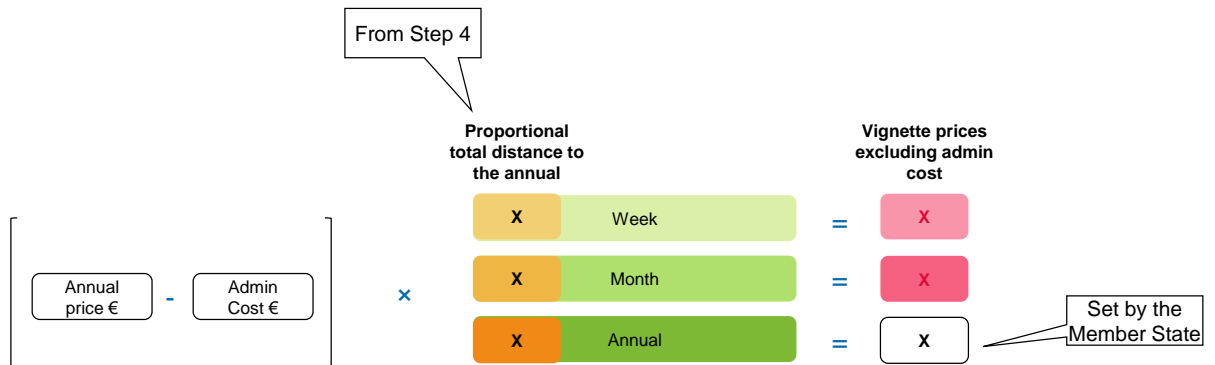 From Step 4
Proportional
total distance to
the annual
Vignette prices
excluding admin
cost
X Week = X
Annual
price €
-
Admin
Cost €
×
X Month = X
Set by the
Member State
X Annual = X